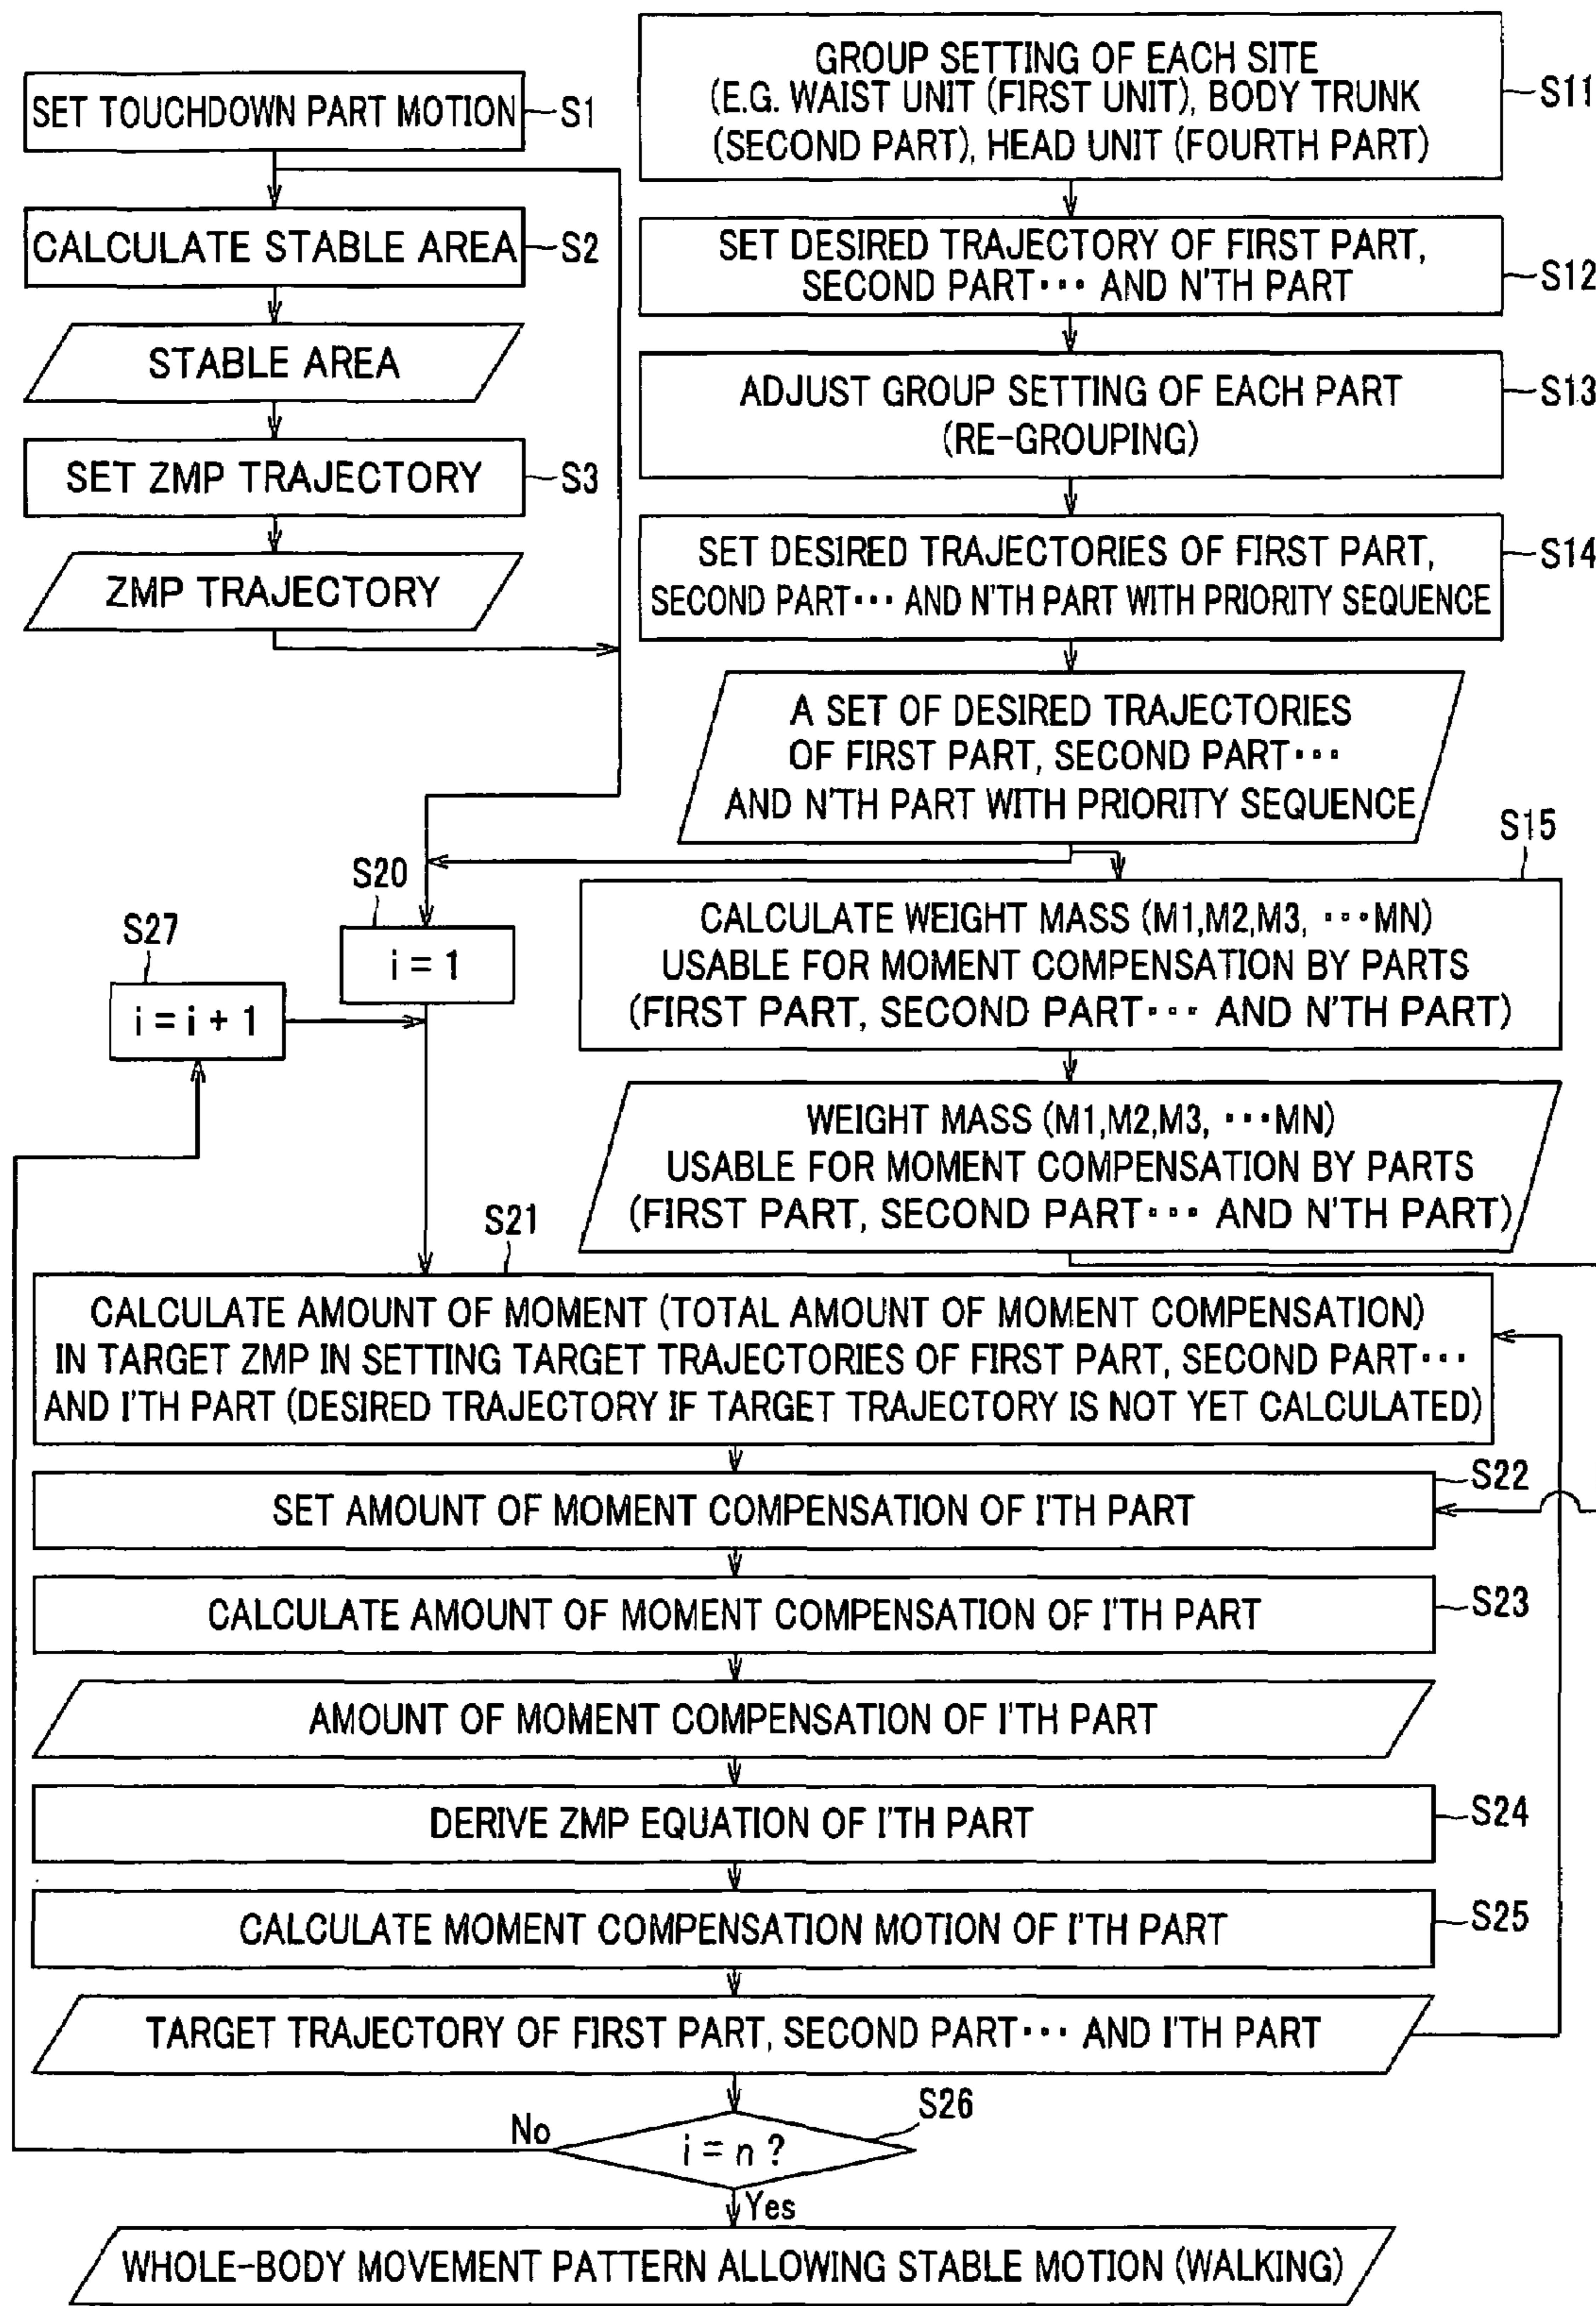 SET TOUCHDOWN PART MOTION
S1
CALCULATE STABLE AREA
S2
STABLE AREA
SET ZMP TRAJECTORY
S3
ZMP TRAJECTORY
GROUP SETTING OF EACH SITE
(E.G. WAIST UNIT (FIRST UNIT), BODY TRUNK
(SECOND PART), HEAD UNIT (FOURTH PART)
S11
SET DESIRED TRAJECTORY OF FIRST PART,
SECOND PART··· AND N'TH PART
S12
ADJUST GROUP SETTING OF EACH PART
(RE-GROUPING)
S13
SET DESIRED TRAJECTORIES OF FIRST PART,
SECOND PART··· AND N'TH PART WITH PRIORITY SEQUENCE
S14
A SET OF DESIRED TRAJECTORIES
OF FIRST PART, SECOND PART···
AND N'TH PART WITH PRIORITY SEQUENCE
S15
CALCULATE WEIGHT MASS (M1,M2,M3, ···MN)
USABLE FOR MOMENT COMPENSATION BY PARTS
(FIRST PART, SECOND PART··· AND N'TH PART)
S20
i = 1
S27
i = i + 1
WEIGHT MASS (M1,M2,M3, ···MN)
USABLE FOR MOMENT COMPENSATION BY PARTS
(FIRST PART, SECOND PART··· AND N'TH PART)
S21
CALCULATE AMOUNT OF MOMENT (TOTAL AMOUNT OF MOMENT COMPENSATION)
IN TARGET ZMP IN SETTING TARGET TRAJECTORIES OF FIRST PART, SECOND PART···
AND I'TH PART (DESIRED TRAJECTORY IF TARGET TRAJECTORY IS NOT YET CALCULATED)
SET AMOUNT OF MOMENT COMPENSATION OF I'TH PART
S22
CALCULATE AMOUNT OF MOMENT COMPENSATION OF I'TH PART
S23
AMOUNT OF MOMENT COMPENSATION OF I'TH PART
DERIVE ZMP EQUATION OF I'TH PART
S24
CALCULATE MOMENT COMPENSATION MOTION OF I'TH PART
S25
TARGET TRAJECTORY OF FIRST PART, SECOND PART··· AND I'TH PART
S26
No
i = n ?
Yes
WHOLE-BODY MOVEMENT PATTERN ALLOWING STABLE MOTION (WALKING)